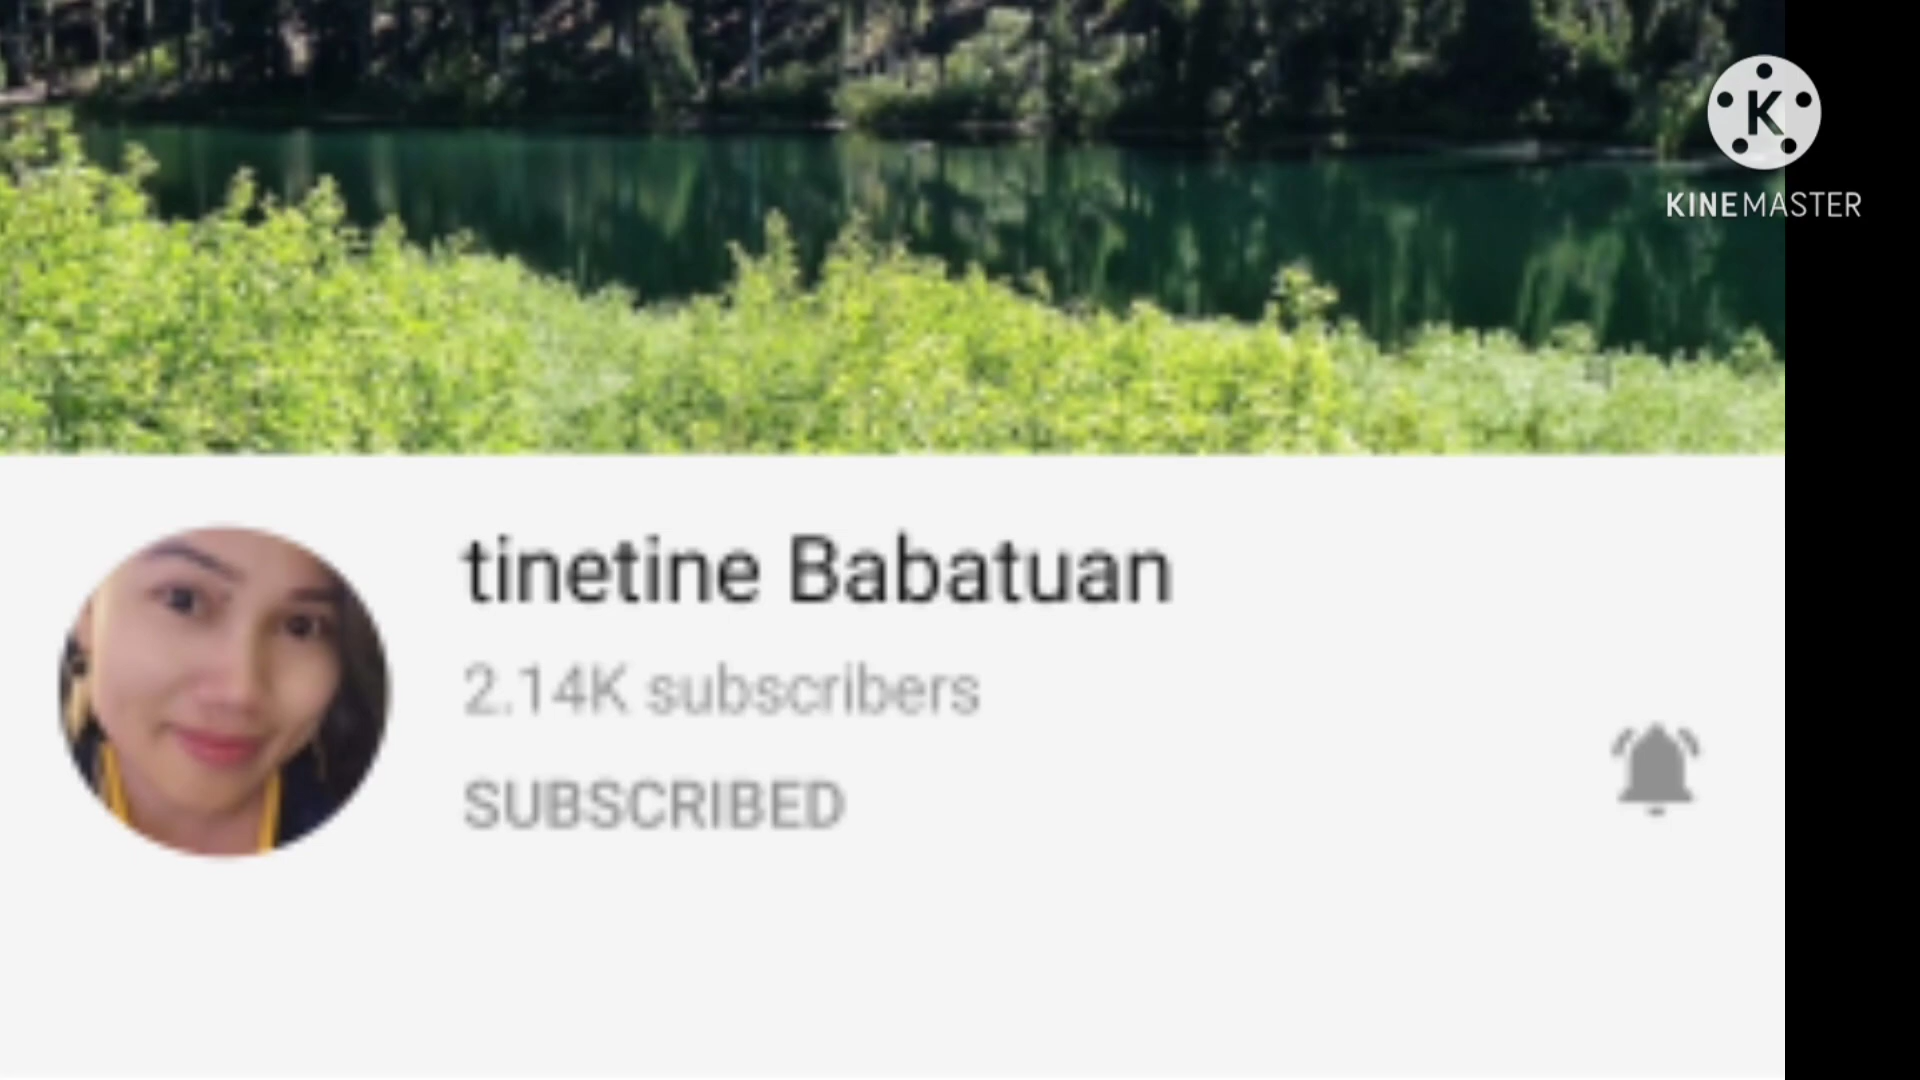 K
KINEMASTER
tinetine Babatuan
2.14K subscribers
SUBSCRIBED